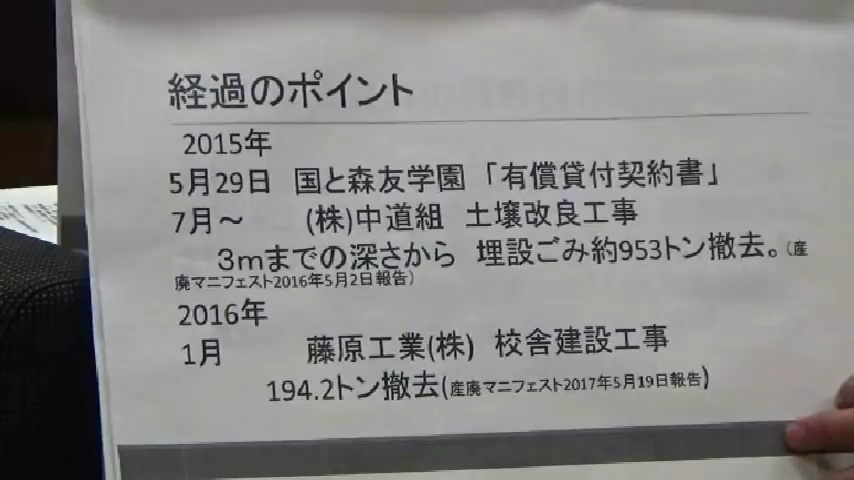 経過のポイント
2015年
5月29日 国と森友学園 「有償貸付契約書」
7月～ (株)中道組 土壌改良工事
3mまでの深さから 埋設ごみ約953トン撤去。(産
廃マニフェスト2016年5月2日報告)
2016年
1月 藤原工業(株) 校舎建設工事
194.2トン撤去(産廃マニフェスト2017年5月19日報告)